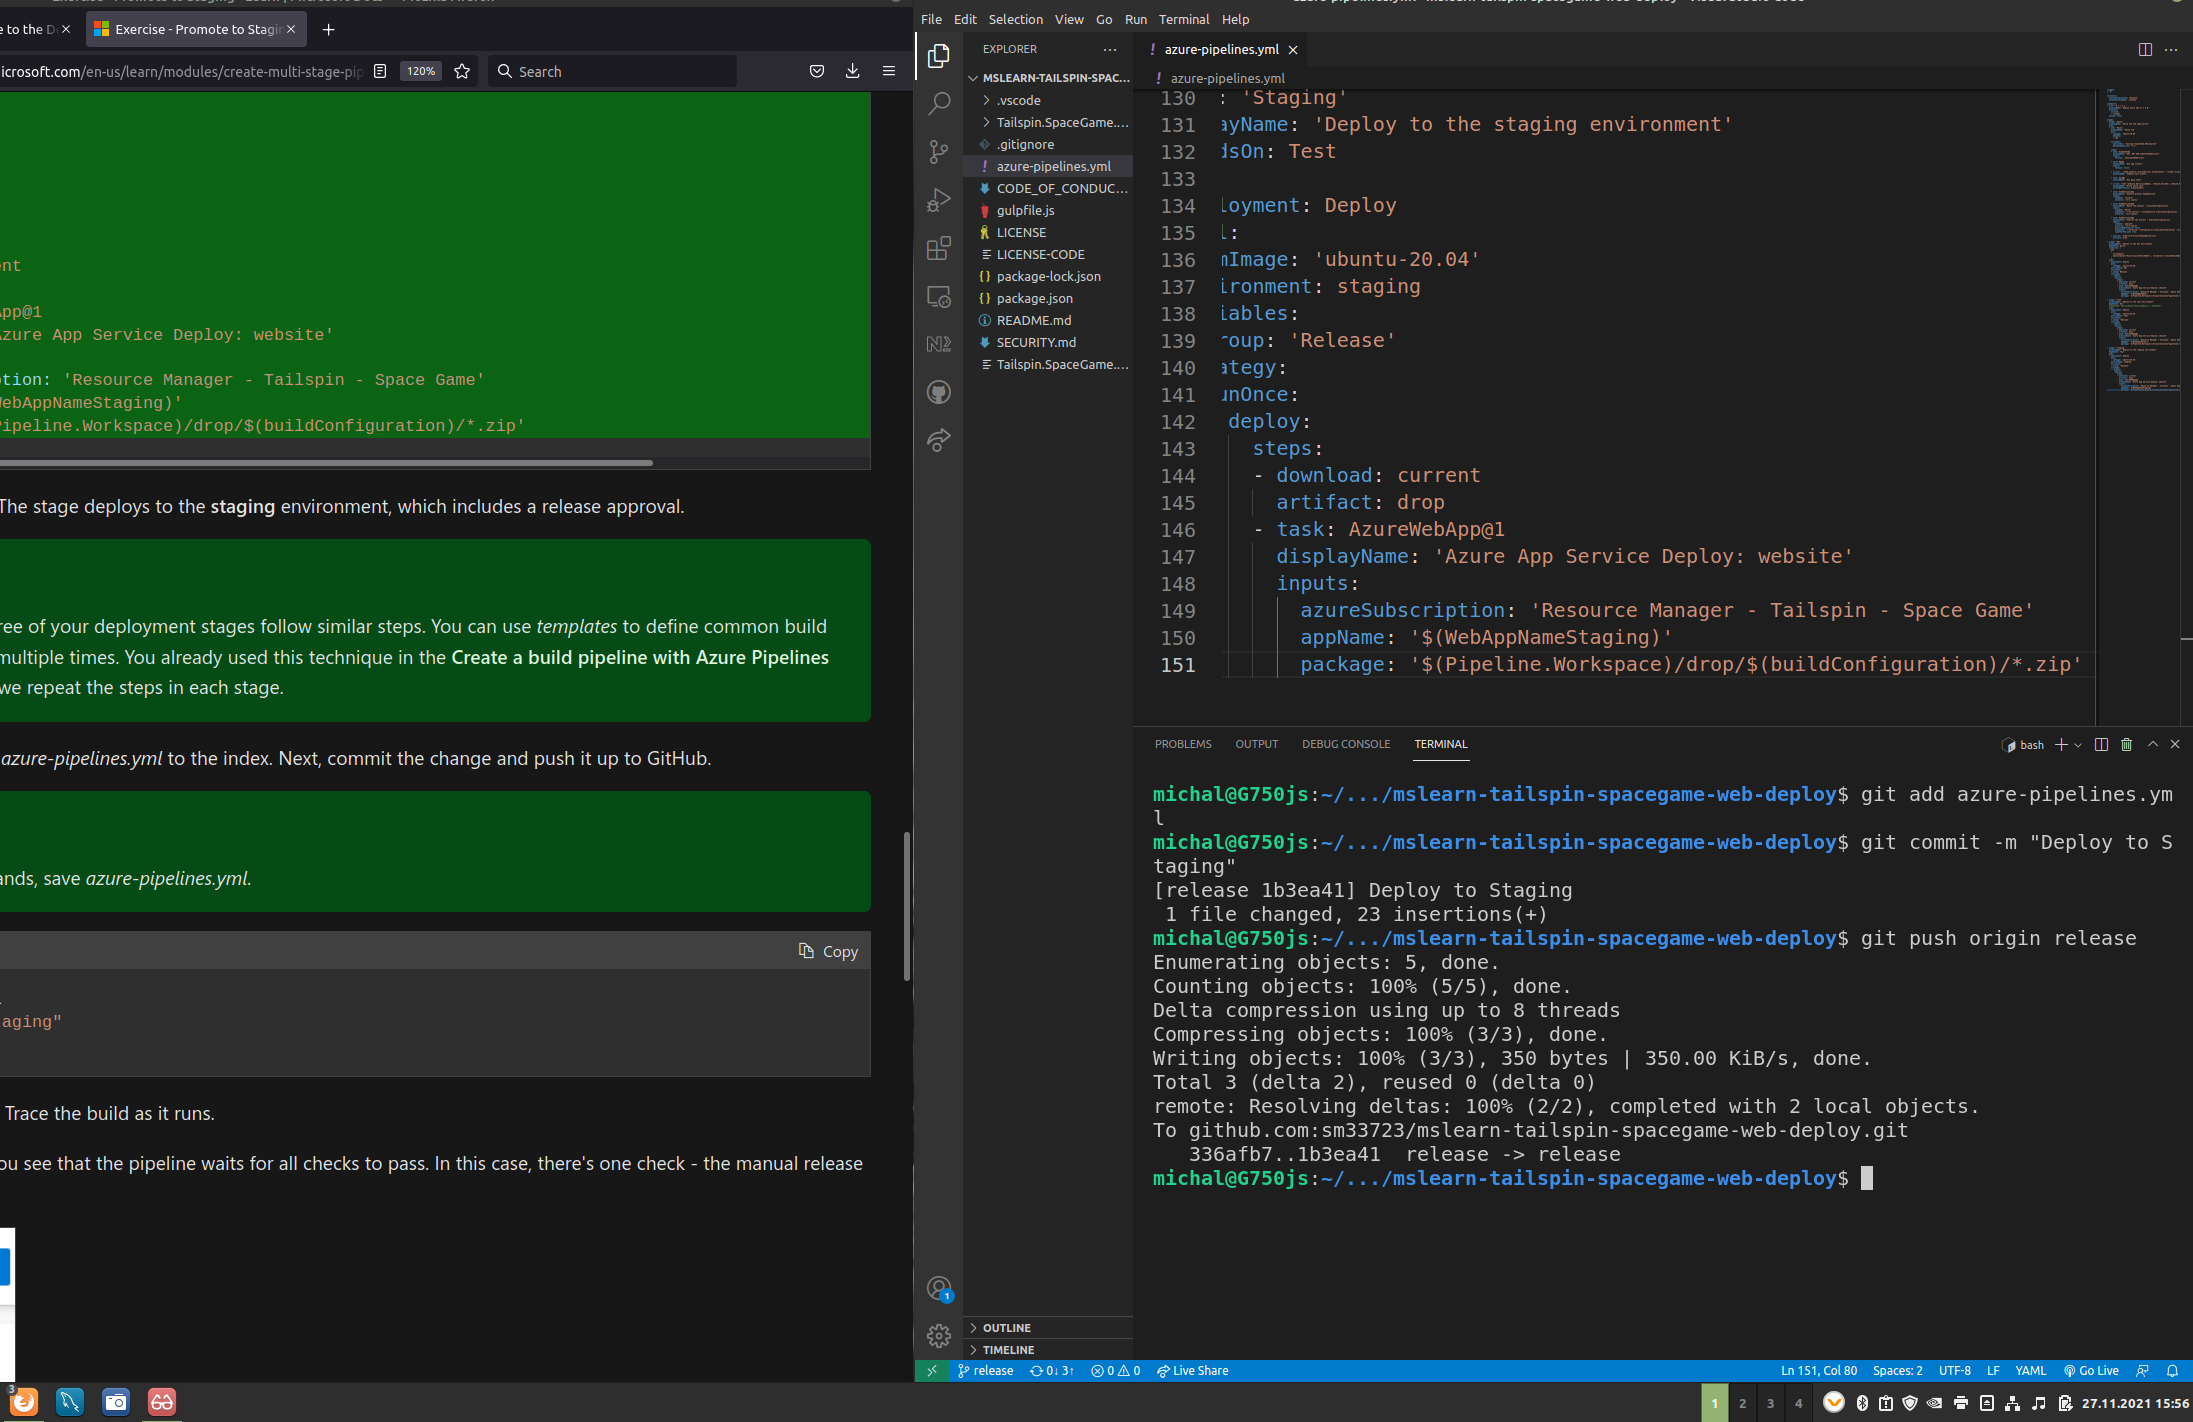 Exercise - Promote to Stagin
icrosoft.com/en-us/learn/modules/create-multi-stage-pip
120%
Search
ent
App@1
Azure App Service Deploy: website'
tion: 'Resource Manager - Tailspin - Space Game'
WebAppNameStaging)'
Pipeline.Workspace)/drop/$(buildConfiguration)/*.zip'
The stage deploys to the staging environment, which includes a release approval.
ree of your deployment stages follow similar steps. You can use templates to define common build
multiple times. You already used this technique in the Create a build pipeline with Azure Pipelines
we repeat the steps in each stage.
azure-pipelines.yml to the index. Next, commit the change and push it up to GitHub.
ands, save azure-pipelines.yml.
Copy
aging"
Trace the build as it runs.
ou see that the pipeline waits for all checks to pass. In this case, there's one check - the manual release
File Edit Selection View Go Run Terminal Help
EXPLORER
MSLEARN-TAILSPIN-SPAC...
.vscode
Tailspin.SpaceGame....
.gitignore
azure-pipelines.yml
CODE_OF_CONDUC...
gulpfile.js
LICENSE
LICENSE-CODE
package-lock.json
package.json
README.md
SECURITY.md
Tailspin.SpaceGame....
OUTLINE
TIMELINE
azure-pipelines.yml
azure-pipelines.yml
130 : 'Staging'
131 ayName: 'Deploy to the staging environment'
132 dsOn: Test
133
134 loyment: Deploy
135 l:
136 mImage: 'ubuntu-20.04'
137 ironment: staging
138 iables:
139 roup: 'Release'
140 ategy:
141 unOnce:
142 deploy:
143 steps:
144 - download: current
145 artifact: drop
146 - task: AzureWebApp@1
147 displayName: 'Azure App Service Deploy: website'
148 inputs:
149 azureSubscription: 'Resource Manager - Tailspin - Space Game'
150 appName: '$(WebAppNameStaging)'
151 package: '$(Pipeline.Workspace)/drop/$(buildConfiguration)/*.zip'
PROBLEMS OUTPUT DEBUG CONSOLE TERMINAL
bash
michal@G750js:~/.../mslearn-tailspin-spacegame-web-deploy$ git add azure-pipelines.ym
l
michal@G750js:~/.../mslearn-tailspin-spacegame-web-deploy$ git commit -m "Deploy to S
taging"
[release 1b3ea41] Deploy to Staging
1 file changed, 23 insertions(+)
michal@G750js:~/.../mslearn-tailspin-spacegame-web-deploy$ git push origin release
Enumerating objects: 5, done.
Counting objects: 100% (5/5), done.
Delta compression using up to 8 threads
Compressing objects: 100% (3/3), done.
Writing objects: 100% (3/3), 350 bytes | 350.00 KiB/s, done.
Total 3 (delta 2), reused 0 (delta 0)
remote: Resolving deltas: 100% (2/2), completed with 2 local objects.
To github.com:sm33723/mslearn-tailspin-spacegame-web-deploy.git
336afb7..1b3ea41 release -> release
michal@G750js:~/.../mslearn-tailspin-spacegame-web-deploy$
1
release 0↓ 3↑ 0 0 Live Share
Ln 151, Col 80 Spaces: 2 UTF-8 LF YAML Go Live
3
1 2 3 4
27.11.2021 15:56